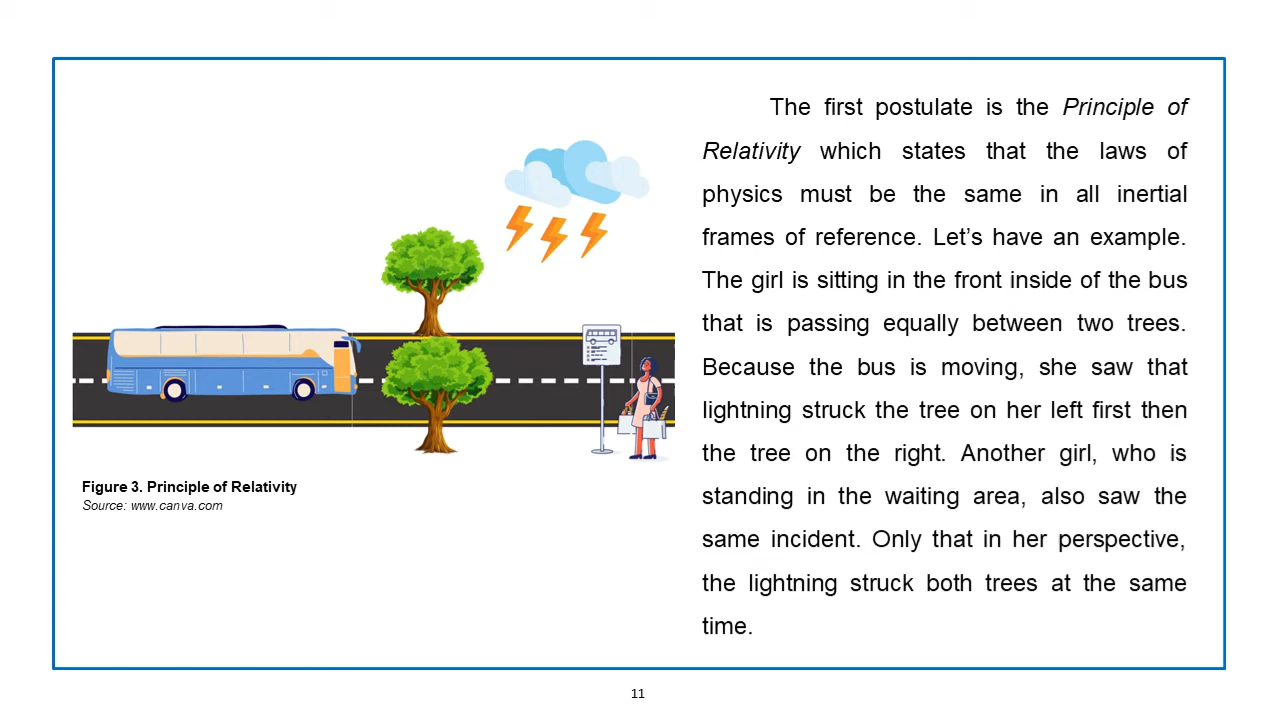 The first postulate is the Principle of
Relativity which states that the laws of
physics must be the same in all inertial
frames of reference. Let’s have an example.
The girl is sitting in the front inside of the bus
that is passing equally between two trees.
Because the bus is moving, she saw that
lightning struck the tree on her left first then
the tree on the right. Another girl, who is
standing in the waiting area, also saw the
same incident. Only that in her perspective,
the lightning struck both trees at the same
time.
Figure 3. Principle of Relativity
Source: www.canva.com
11